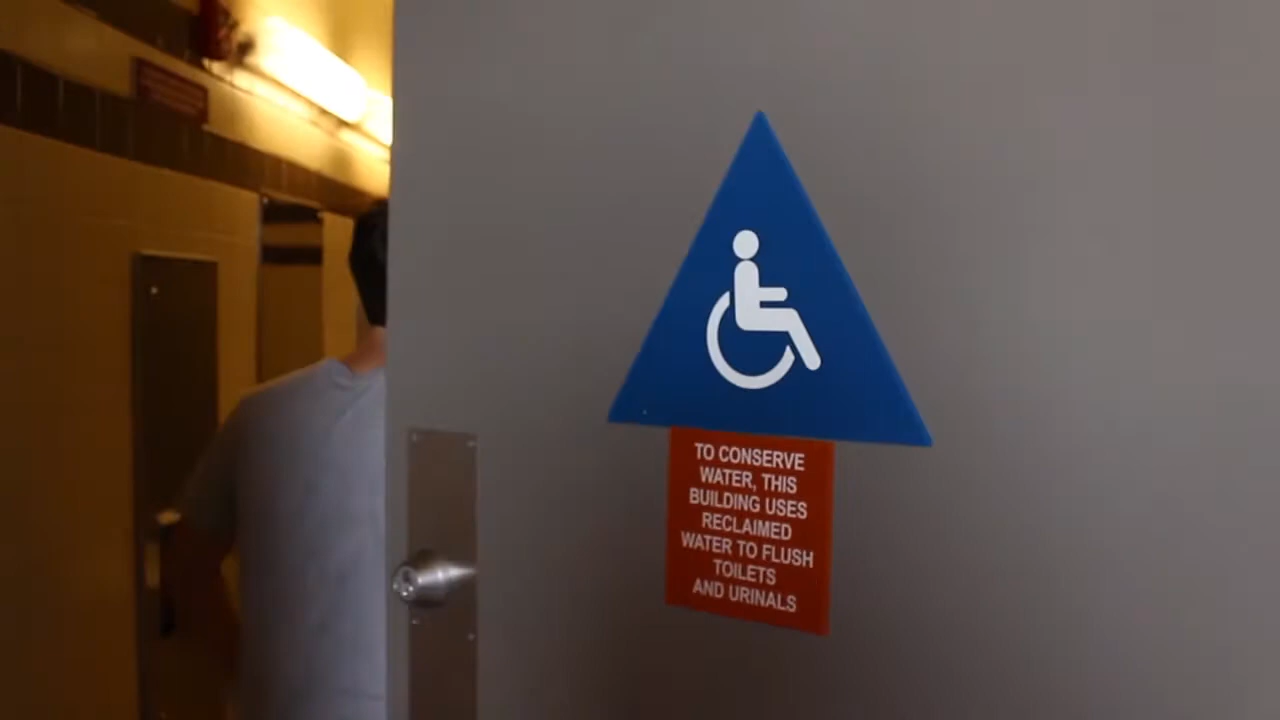 TO CONSERVE
WATER, THIS
BUILDING USES
RECLAIMED
WATER TO FLUSH
TOILETS
AND URINALS